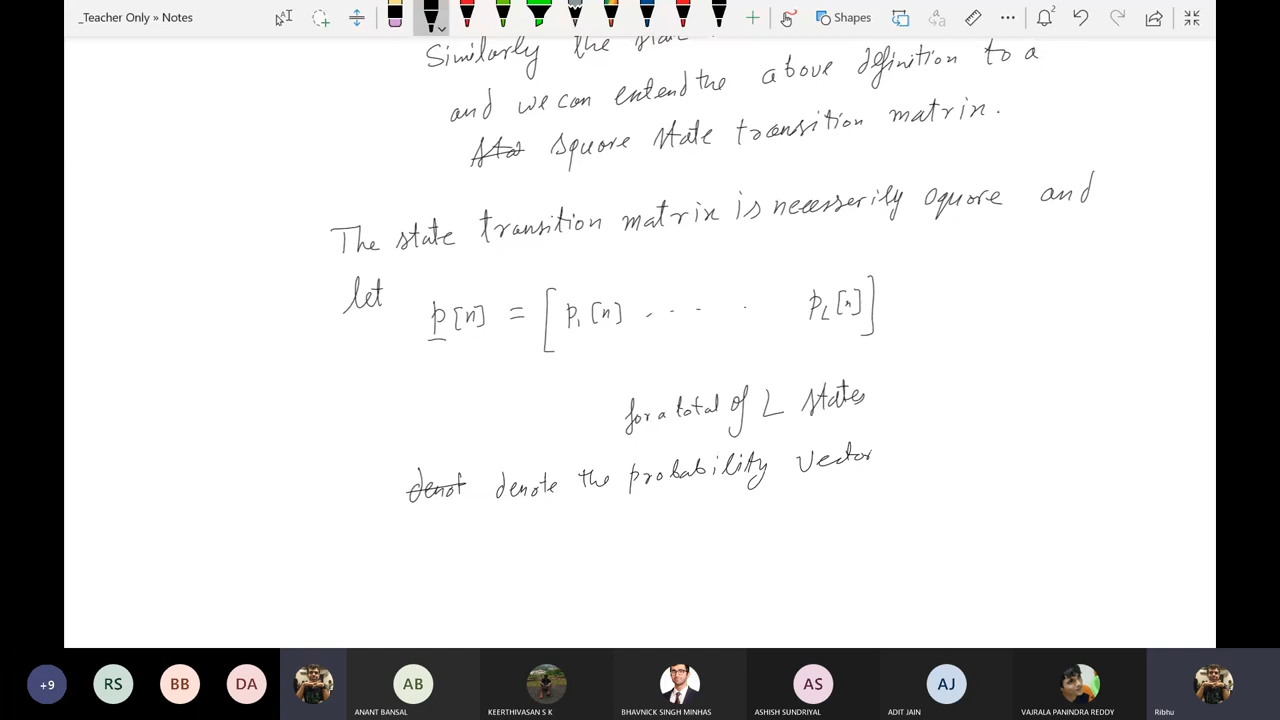 _Teacher Only » Notes
Shapes
Similarly the state
and we can extend the above definition to a
square state transition matrix.
The state transition matrix is necesserily square and
let p[n] = [p₁[n] . . . . p_L[n]]
for a total of L states
denot denote the probability vector
+9 RS BB DA AB AS AJ
ANANT BANSAL KEERTHIVASAN S K BHAVNICK SINGH MINHAS ASHISH SUNDRIYAL ADIT JAIN VAJRALA PANINDRA REDDY Ribhu